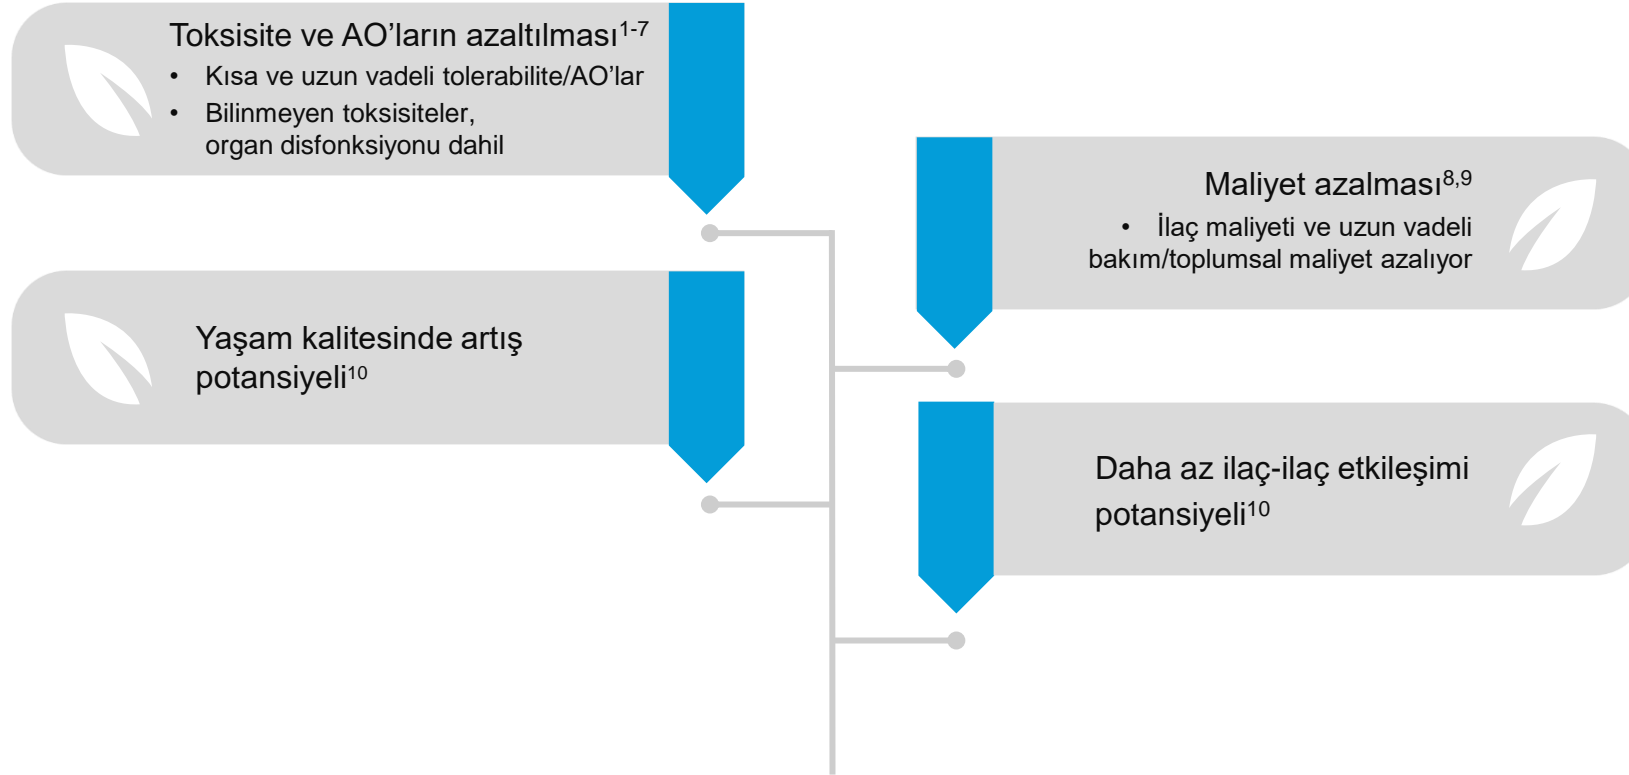 Toksisite ve AO’ların azaltılması1-7
• Kısa ve uzun vadeli tolerabilite/AO’lar
• Bilinmeyen toksisiteler,
organ disfonksiyonu dahil
Maliyet azalması8,9
• İlaç maliyeti ve uzun vadeli
bakım/toplumsal maliyet azalıyor
Yaşam kalitesinde artış
potansiyeli10
Daha az ilaç-ilaç etkileşimi
potansiyeli10